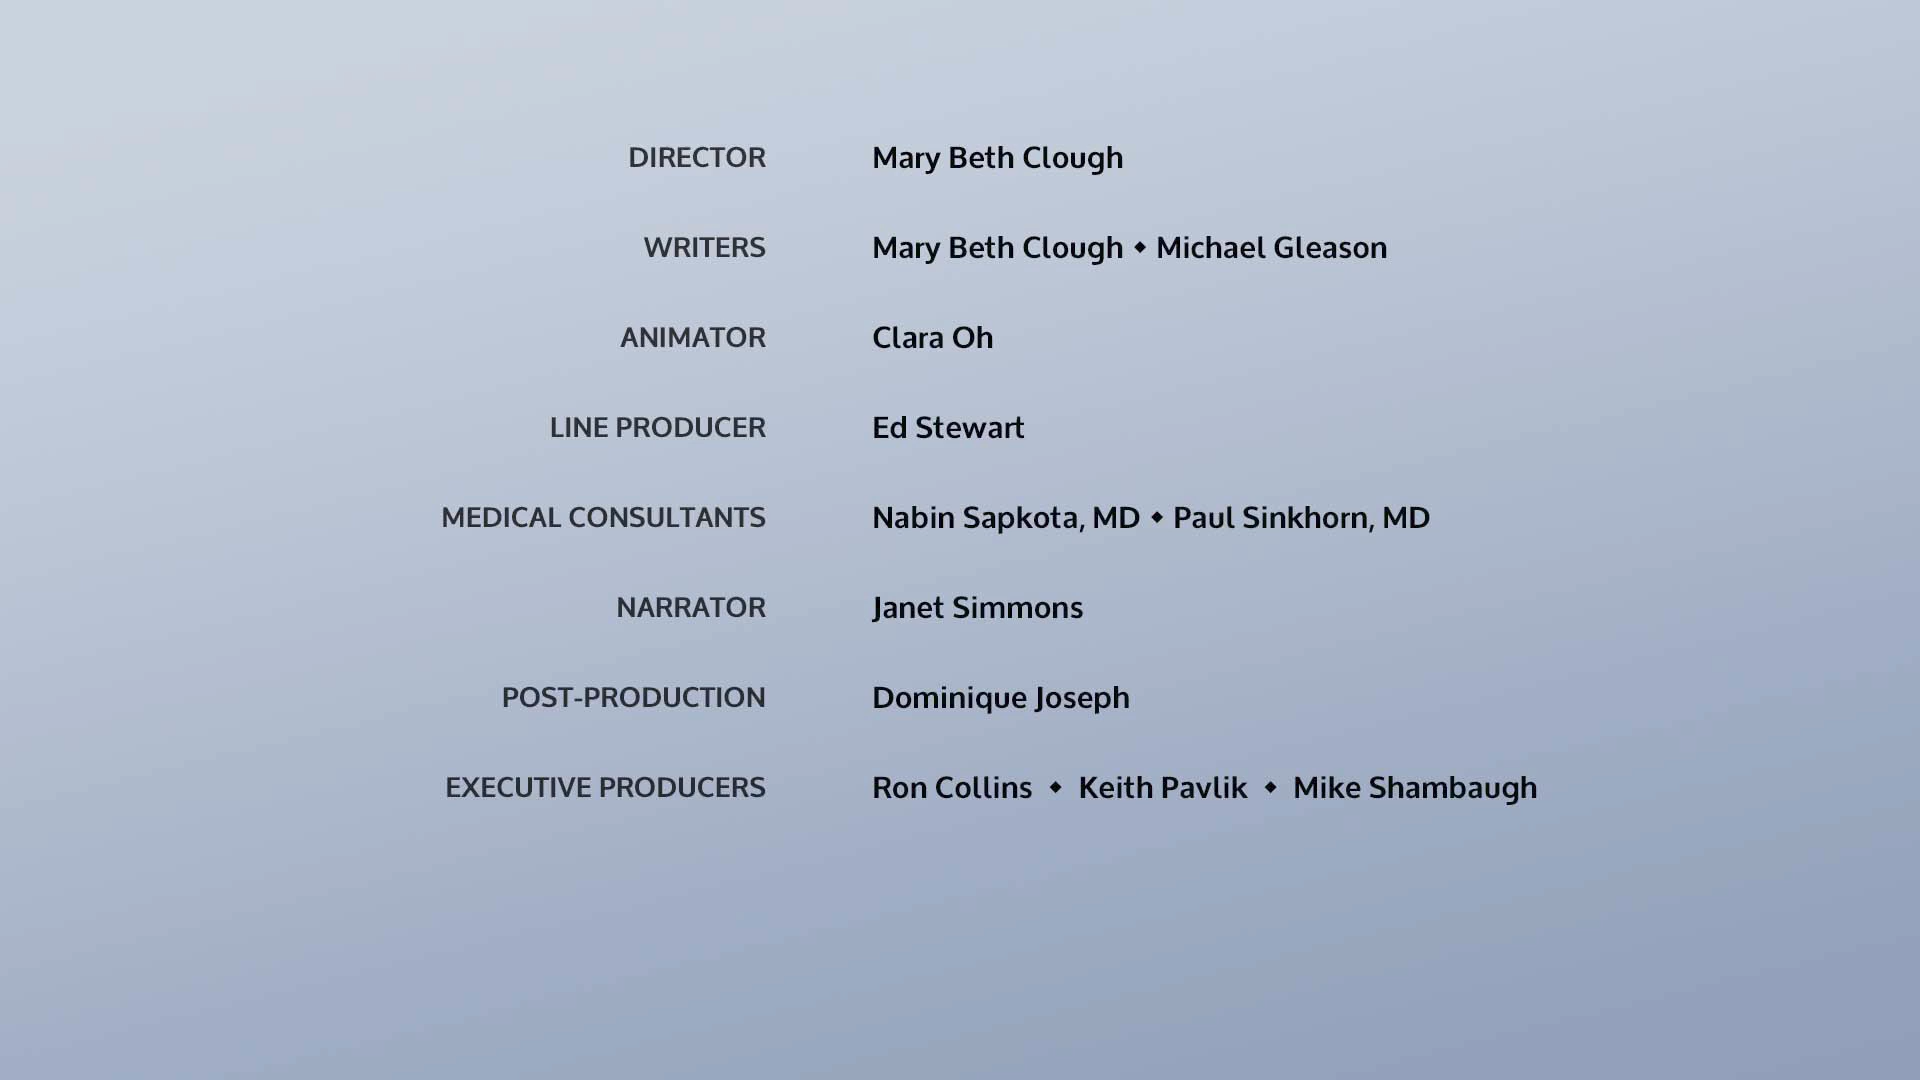 DIRECTOR Mary Beth Clough
WRITERS Mary Beth Clough ◆ Michael Gleason
ANIMATOR Clara Oh
LINE PRODUCER Ed Stewart
MEDICAL CONSULTANTS Nabin Sapkota, MD ◆ Paul Sinkhorn, MD
NARRATOR Janet Simmons
POST-PRODUCTION Dominique Joseph
EXECUTIVE PRODUCERS Ron Collins ◆ Keith Pavlik ◆ Mike Shambaugh